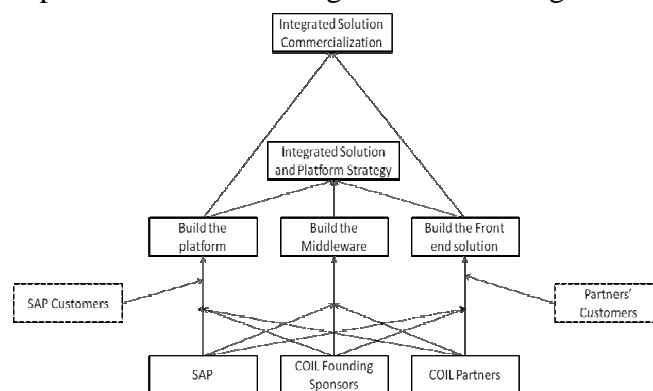 Integrated Solution
Commercialization
Integrated Solution
and Platform Strategy
Build the
platform
Build the
Middleware
Build the Front
end solution
SAP Customers
Partners'
Customers
SAP
COIL Founding
Sponsors
COIL Partners